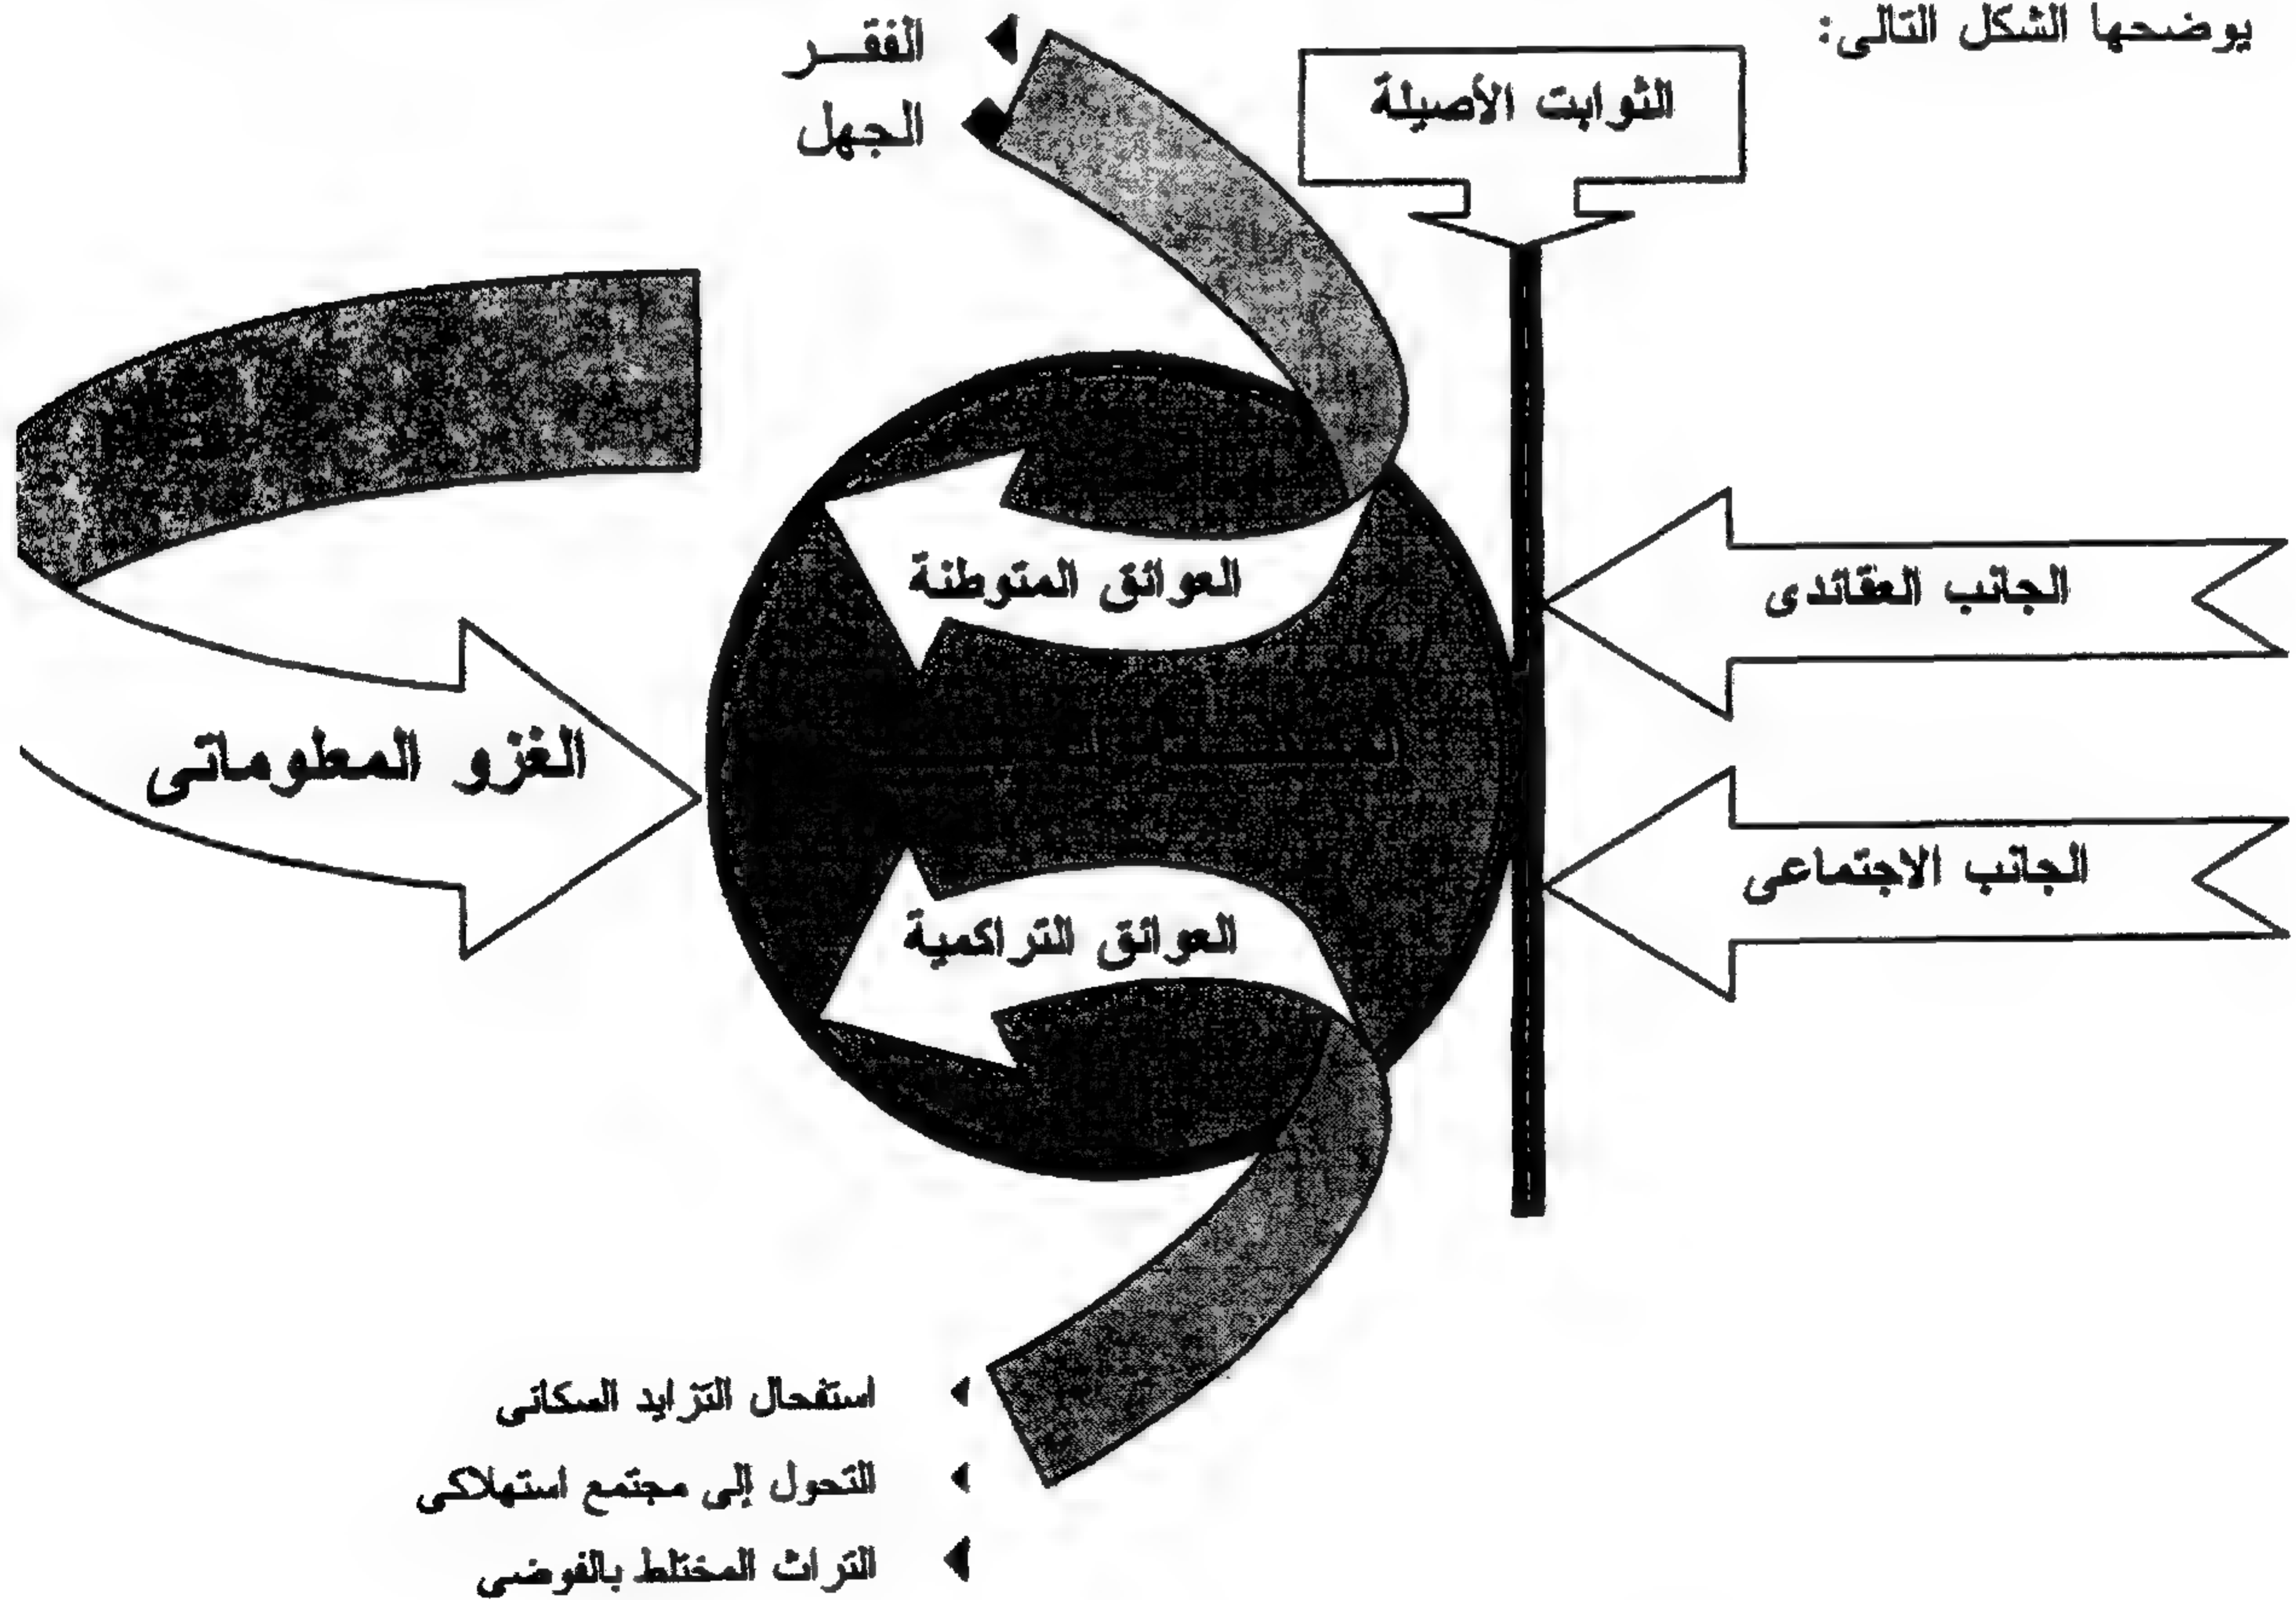 يوضحها الشكل التالى:
الثوابت الأصيلة
الفقـــر
الجهل
العوائق المتوطنة
الجانب العقائدى
الغزو المعلوماتى
الجانب الاجتماعى
العوائق التراكمية
استفحال التزايد السكانى
التحول إلى مجتمع استهلاكى
التراث المختلط بالفوضى